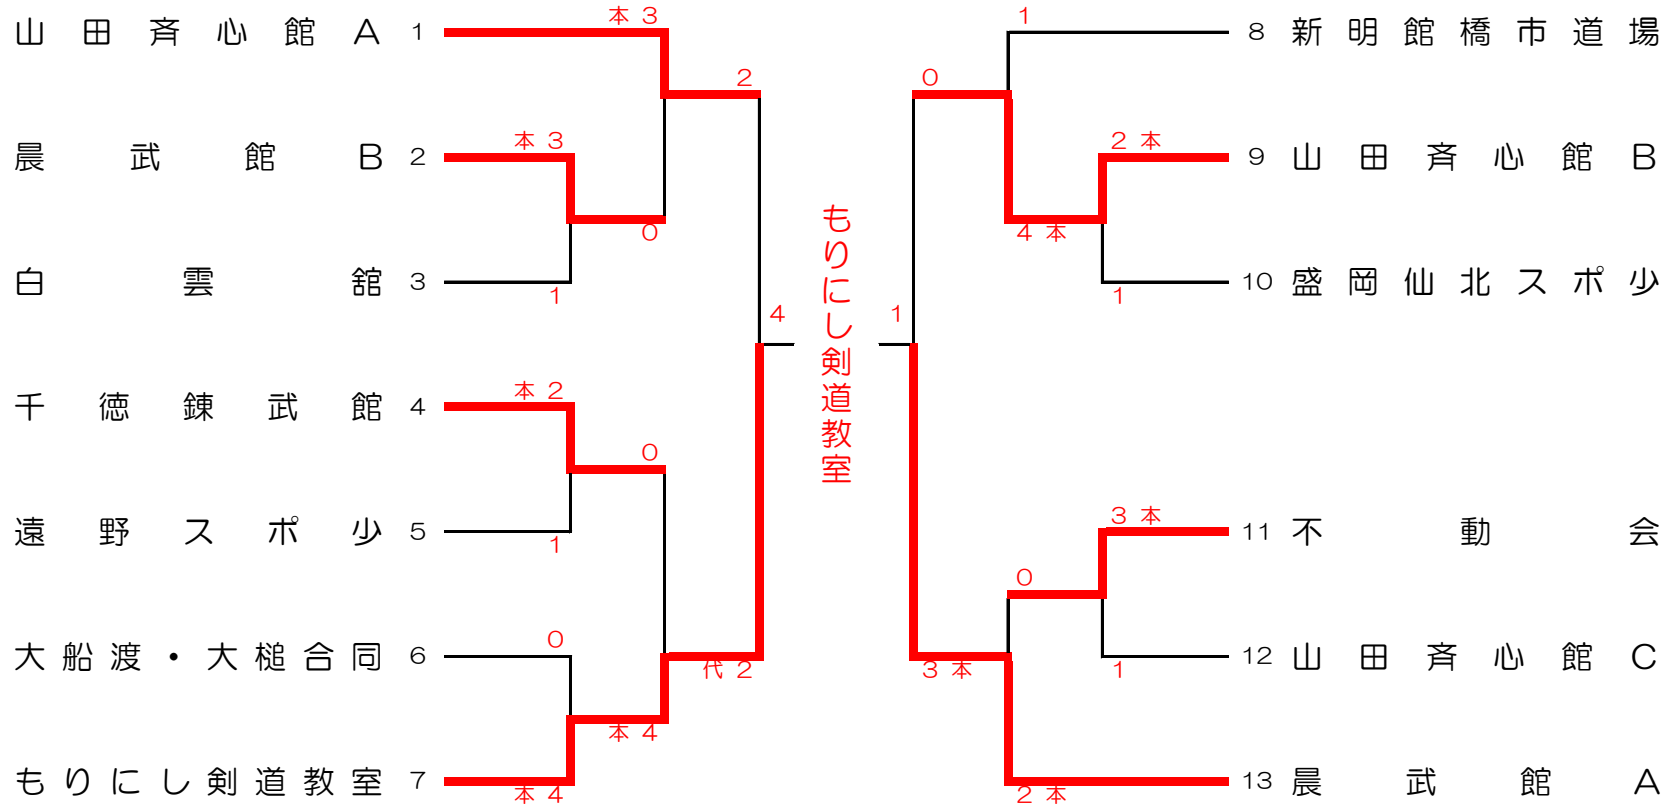 山田斉心館A 1
本 3
2
晨武館B 2
本 3
0
白雲舘 3
1
4
千徳錬武館 4
本 2
0
遠野スポ少 5
1
大船渡・大槌合同 6
0
代 2
本 4
もりにし剣道教室 7
本 4
もりにし剣道教室
1
8 新明館橋市道場
0
2 本
9 山田斉心館B
4 本
1
10 盛岡仙北スポ少
1
3 本
11 不動会
0
1
12 山田斉心館C
3 本
2 本
13 晨武館A